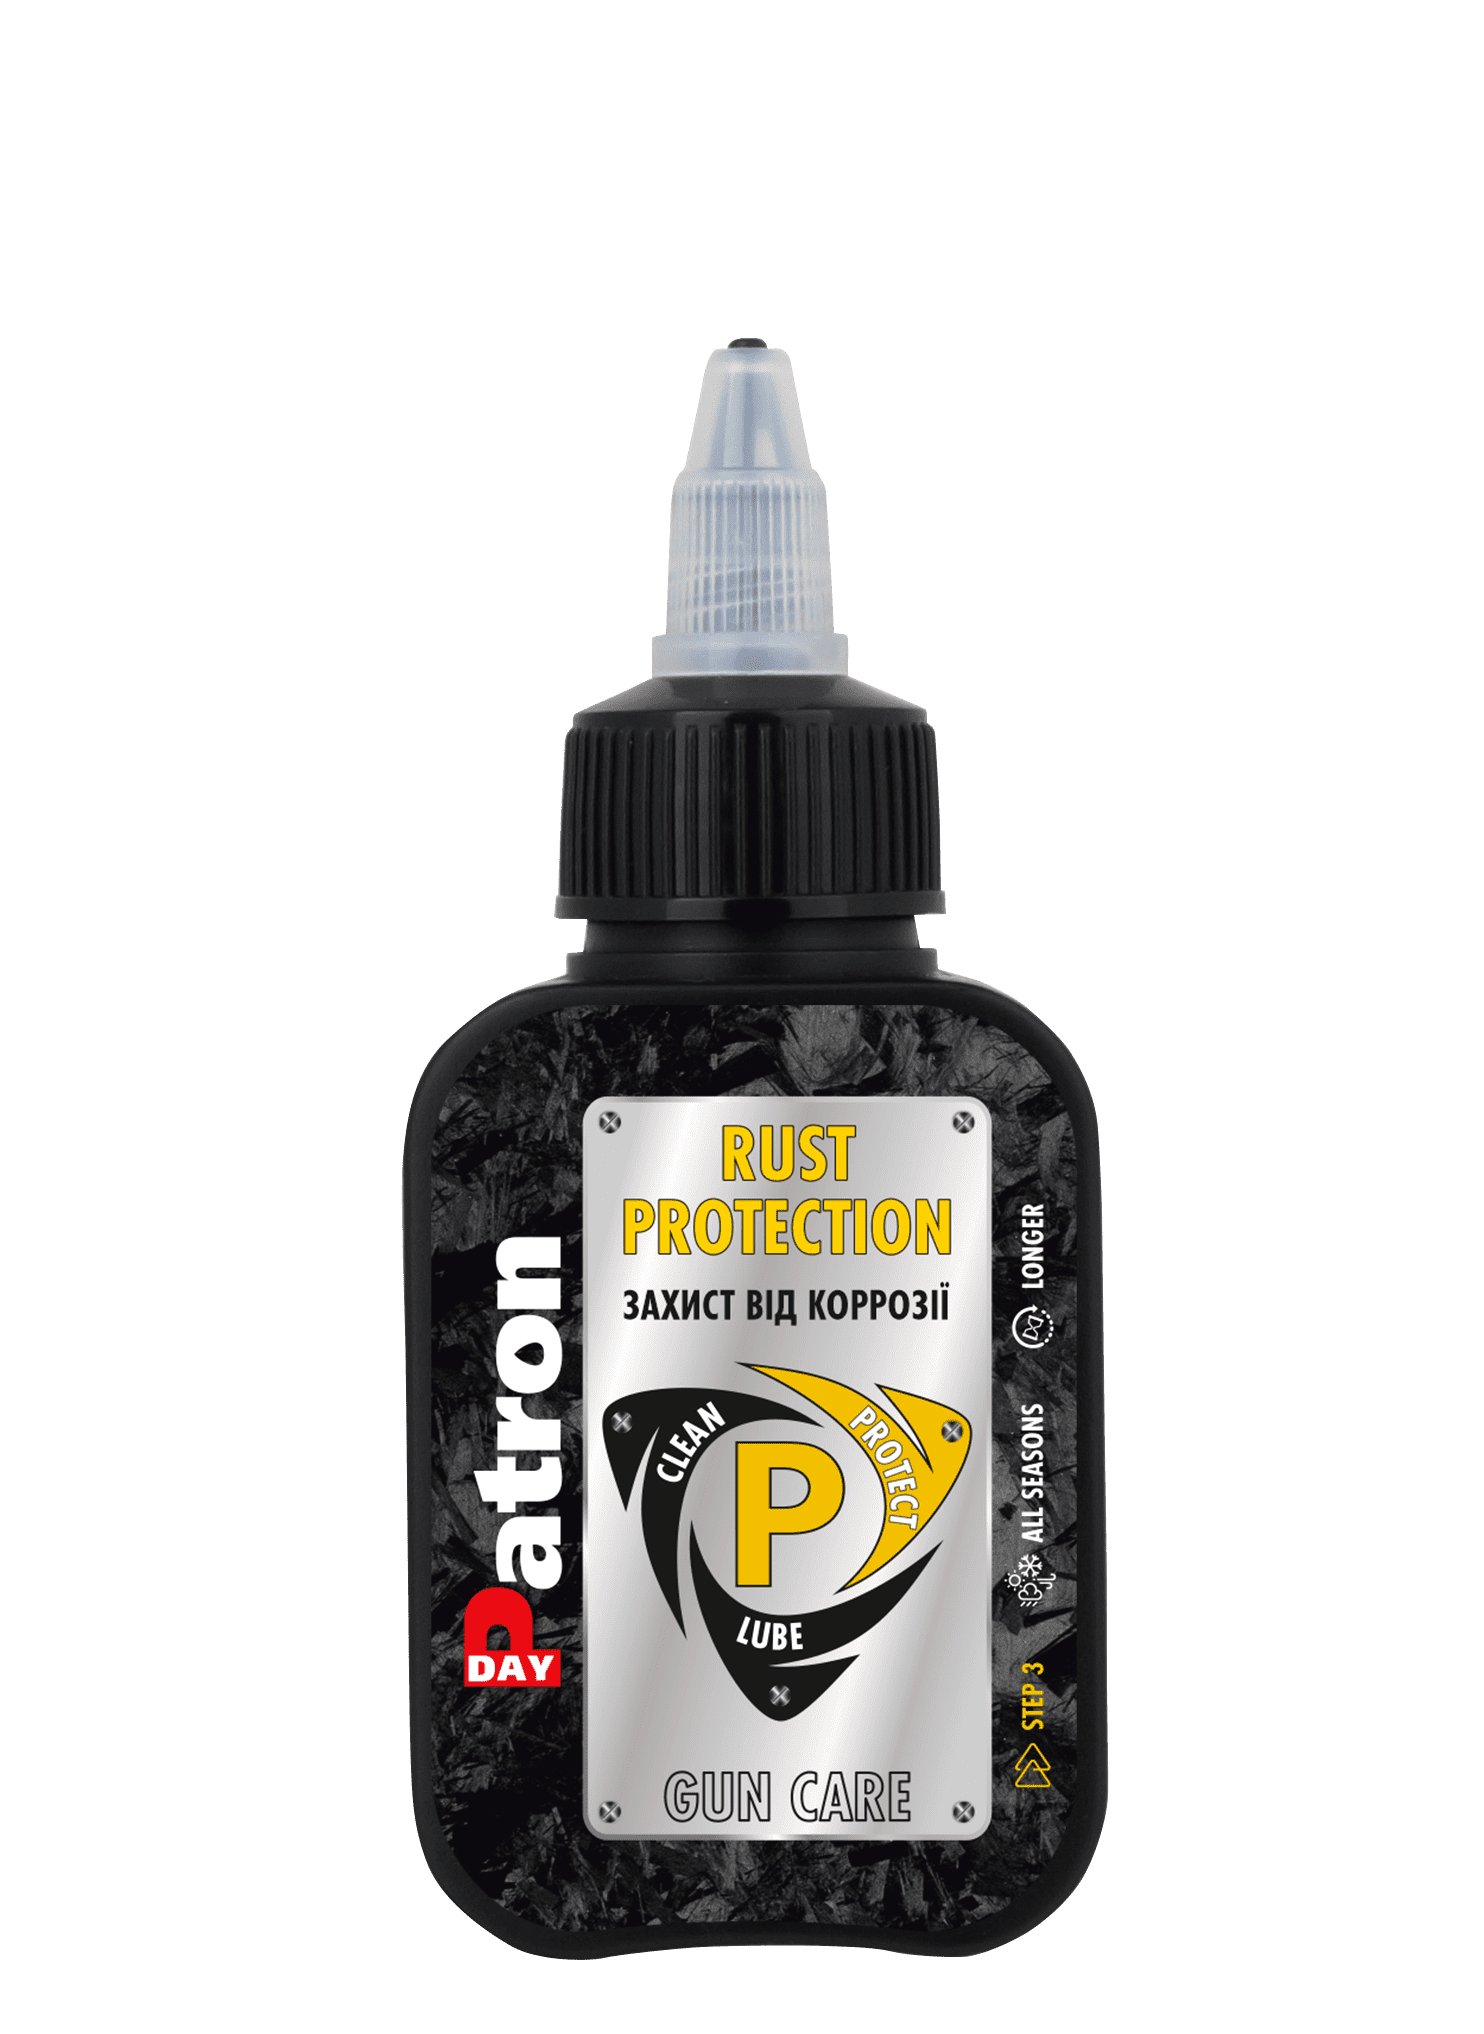 RUST
PROTECTION
ЗАХИСТ ВІД КОРРОЗІЇ
CLEAN
PROTECT
P
LUBE
GUN CARE
DAY Patron
STEP 3
ALL SEASONS
LONGER